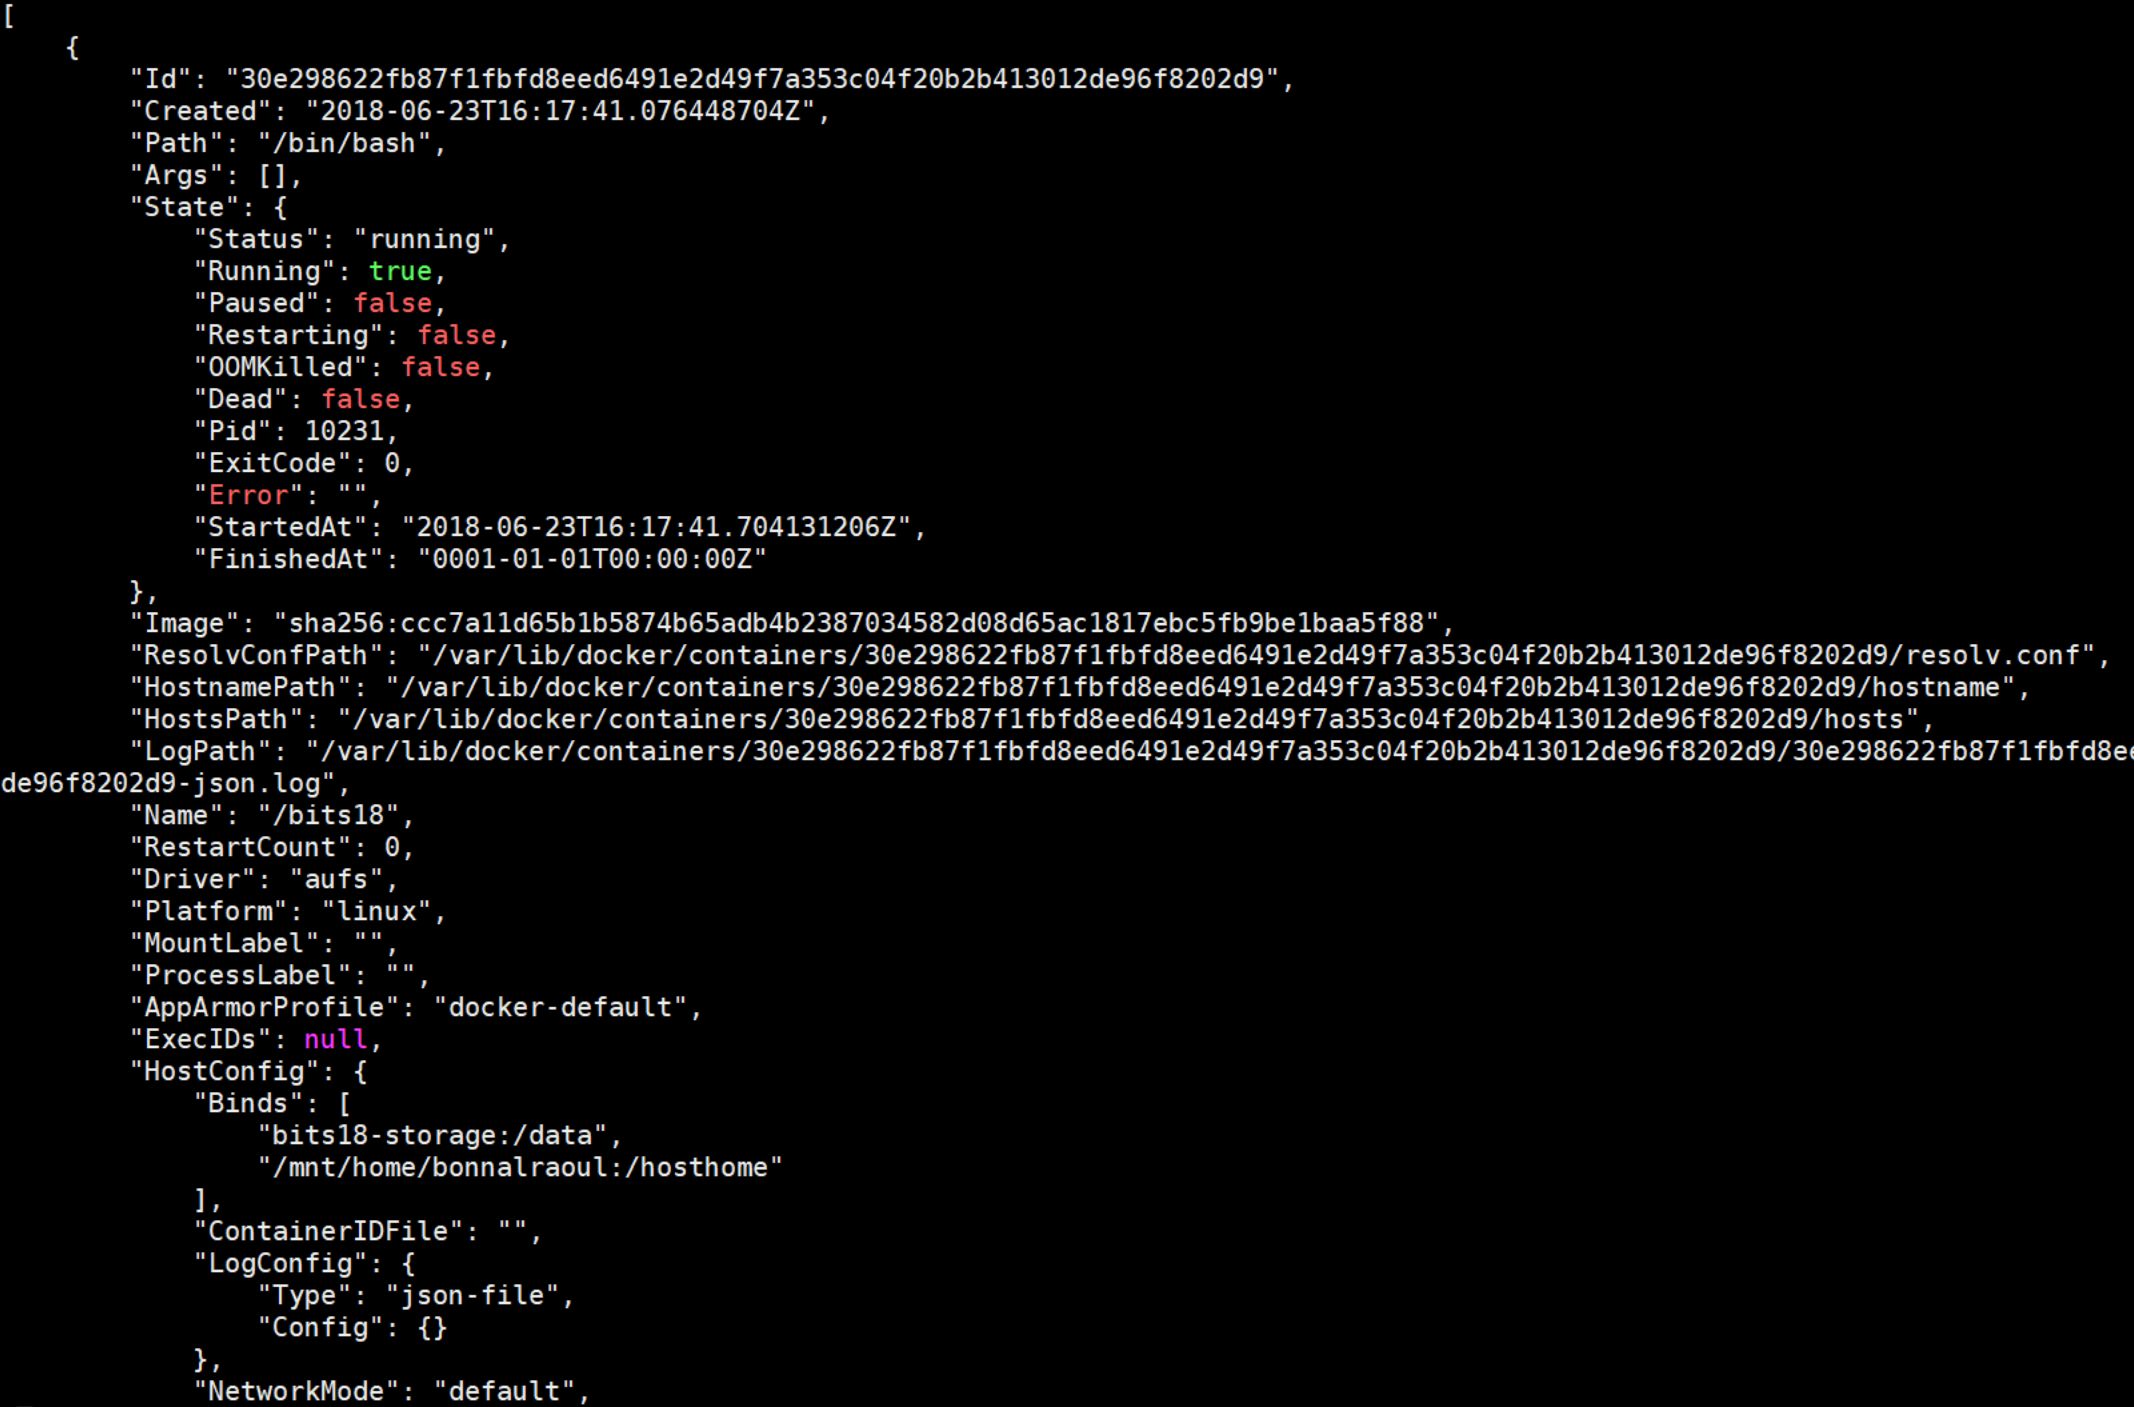 [
    {
        "Id": "30e298622fb87f1fbfd8eed6491e2d49f7a353c04f20b2b413012de96f8202d9",
        "Created": "2018-06-23T16:17:41.076448704Z",
        "Path": "/bin/bash",
        "Args": [],
        "State": {
            "Status": "running",
            "Running": true,
            "Paused": false,
            "Restarting": false,
            "OOMKilled": false,
            "Dead": false,
            "Pid": 10231,
            "ExitCode": 0,
            "Error": "",
            "StartedAt": "2018-06-23T16:17:41.704131206Z",
            "FinishedAt": "0001-01-01T00:00:00Z"
        },
        "Image": "sha256:ccc7a11d65b1b5874b65adb4b2387034582d08d65ac1817ebc5fb9be1baa5f88",
        "ResolvConfPath": "/var/lib/docker/containers/30e298622fb87f1fbfd8eed6491e2d49f7a353c04f20b2b413012de96f8202d9/resolv.conf",
        "HostnamePath": "/var/lib/docker/containers/30e298622fb87f1fbfd8eed6491e2d49f7a353c04f20b2b413012de96f8202d9/hostname",
        "HostsPath": "/var/lib/docker/containers/30e298622fb87f1fbfd8eed6491e2d49f7a353c04f20b2b413012de96f8202d9/hosts",
        "LogPath": "/var/lib/docker/containers/30e298622fb87f1fbfd8eed6491e2d49f7a353c04f20b2b413012de96f8202d9/30e298622fb87f1fbfd8ee
de96f8202d9-json.log",
        "Name": "/bits18",
        "RestartCount": 0,
        "Driver": "aufs",
        "Platform": "linux",
        "MountLabel": "",
        "ProcessLabel": "",
        "AppArmorProfile": "docker-default",
        "ExecIDs": null,
        "HostConfig": {
            "Binds": [
                "bits18-storage:/data",
                "/mnt/home/bonnalraoul:/hosthome"
            ],
            "ContainerIDFile": "",
            "LogConfig": {
                "Type": "json-file",
                "Config": {}
            },
            "NetworkMode": "default",